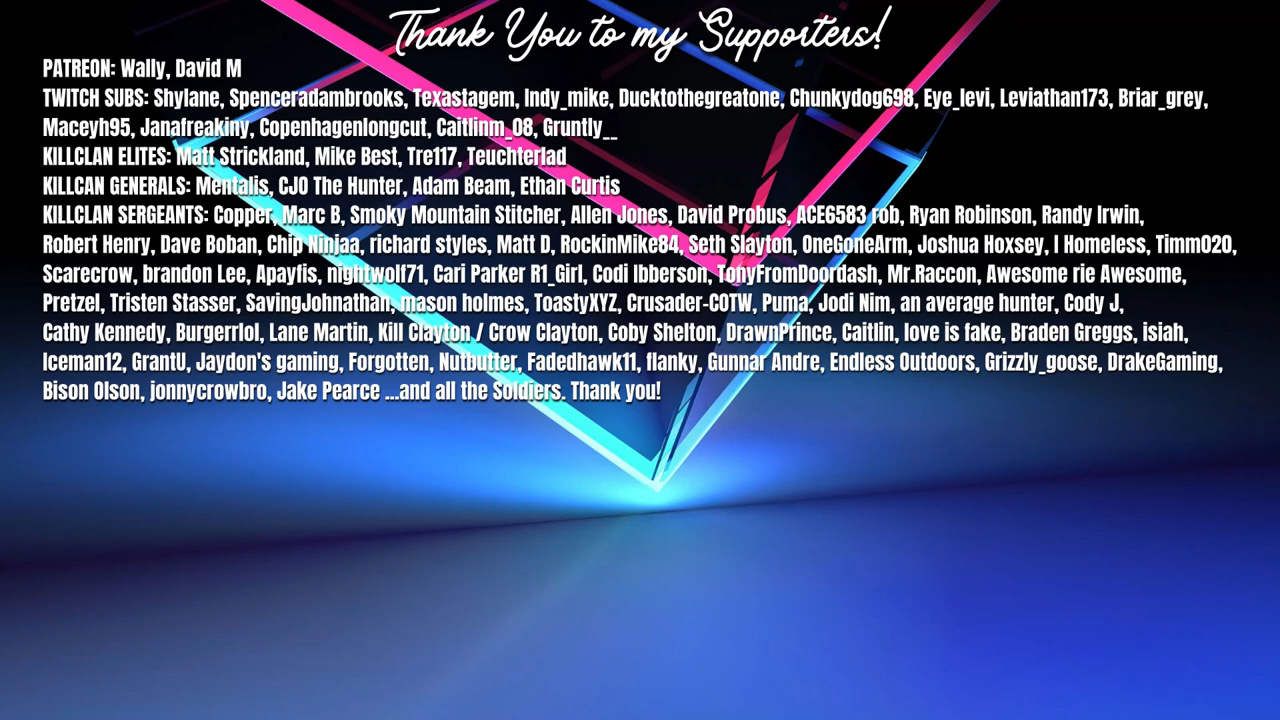 Thank You to my Supporters!
PATREON: Wally, David M
TWITCH SUBS: Shylane, Spenceradambrooks, Texastagem, Indy_mike, Ducktothegreatone, Chunkydog698, Eye_levi, Leviathan173, Briar_grey,
Maceyh95, Janafreakiny, Copenhagenlongcut, Caitlinm_08, Gruntly__
KILLCLAN ELITES: Matt Strickland, Mike Best, Tre117, Teuchterlad
KILLCAN GENERALS: Mentalis, CJO The Hunter, Adam Beam, Ethan Curtis
KILLCLAN SERGEANTS: Copper, Marc B, Smoky Mountain Stitcher, Allen Jones, David Probus, ACE6583 rob, Ryan Robinson, Randy Irwin,
Robert Henry, Dave Boban, Chip Ninjaa, richard styles, Matt D, RockinMike84, Seth Slayton, OneGoneArm, Joshua Hoxsey, I Homeless, Timm020,
Scarecrow, brandon Lee, Apayfis, nightwolf71, Cari Parker R1_Girl, Codi Ibberson, TonyFromDoordash, Mr.Raccon, Awesome rie Awesome,
Pretzel, Tristen Stasser, SavingJohnathan, mason holmes, ToastyXYZ, Crusader-COTW, Puma, Jodi Nim, an average hunter, Cody J,
Cathy Kennedy, Burgerrlol, Lane Martin, Kill Clayton / Crow Clayton, Coby Shelton, DrawnPrince, Caitlin, love is fake, Braden Greggs, isiah,
Iceman12, GrantU, Jaydon's gaming, Forgotten, Nutbutter, Fadedhawk11, flanky, Gunnar Andre, Endless Outdoors, Grizzly_goose, DrakeGaming,
Bison Olson, jonnycrowbro, Jake Pearce ...and all the Soldiers. Thank you!